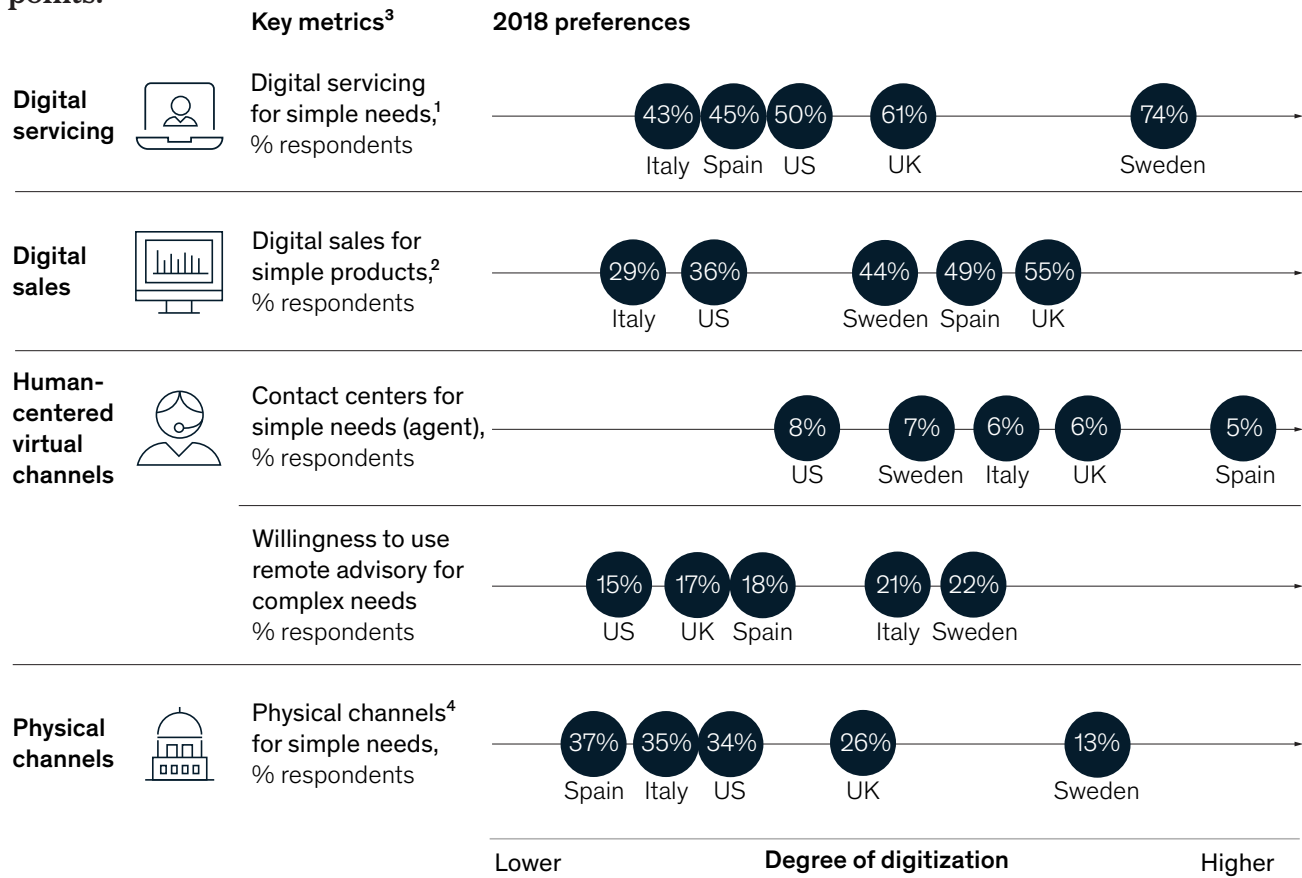 points.
Key metrics³ 2018 preferences
Digital
servicing
Digital servicing
for simple needs,¹
% respondents
43% 45% 50% 61% 74%
Italy Spain US UK Sweden
Digital
sales
Digital sales for
simple products,²
% respondents
29% 36% 44% 49% 55%
Italy US Sweden Spain UK
Human-
centered
virtual
channels
Contact centers for
simple needs (agent),
% respondents
8% 7% 6% 6% 5%
US Sweden Italy UK Spain
Willingness to use
remote advisory for
complex needs
% respondents
15% 17% 18% 21% 22%
US UK Spain Italy Sweden
Physical
channels
Physical channels⁴
for simple needs,
% respondents
37% 35% 34% 26% 13%
Spain Italy US UK Sweden
Lower Degree of digitization Higher